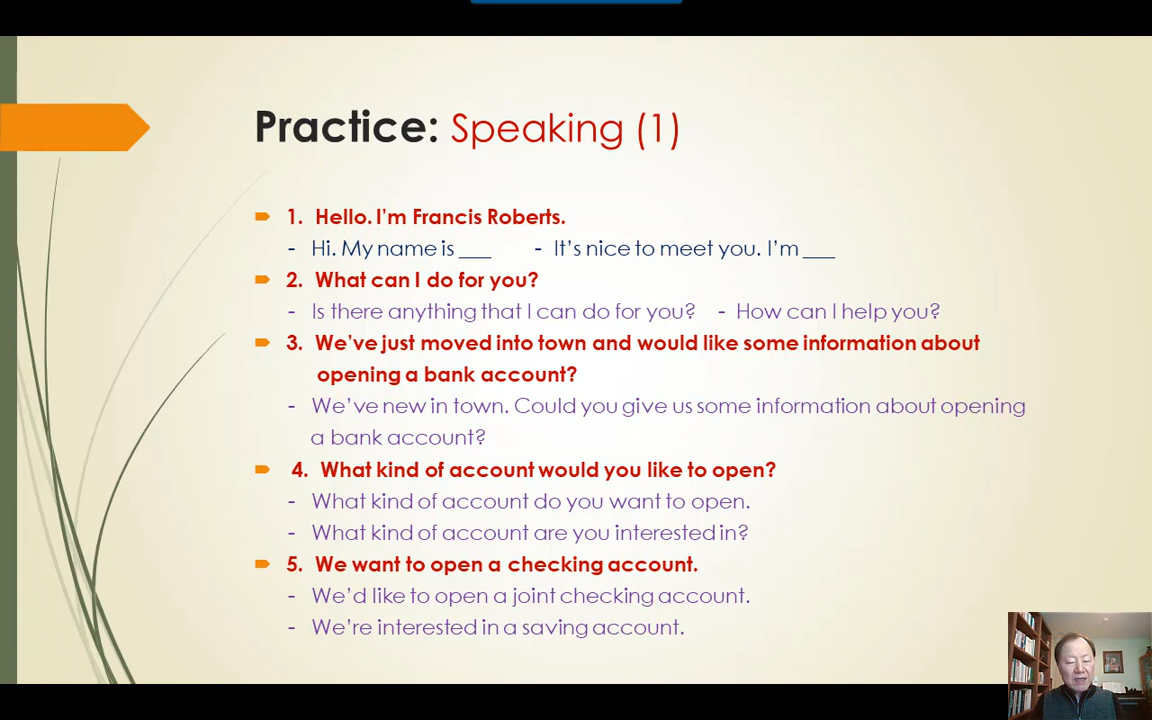 Practice: Speaking (1)
1. Hello. I'm Francis Roberts.
- Hi. My name is ___ - It's nice to meet you. I'm ___
2. What can I do for you?
- Is there anything that I can do for you? - How can I help you?
3. We've just moved into town and would like some information about
opening a bank account?
- We've new in town. Could you give us some information about opening
a bank account?
4. What kind of account would you like to open?
- What kind of account do you want to open.
- What kind of account are you interested in?
5. We want to open a checking account.
- We'd like to open a joint checking account.
- We're interested in a saving account.